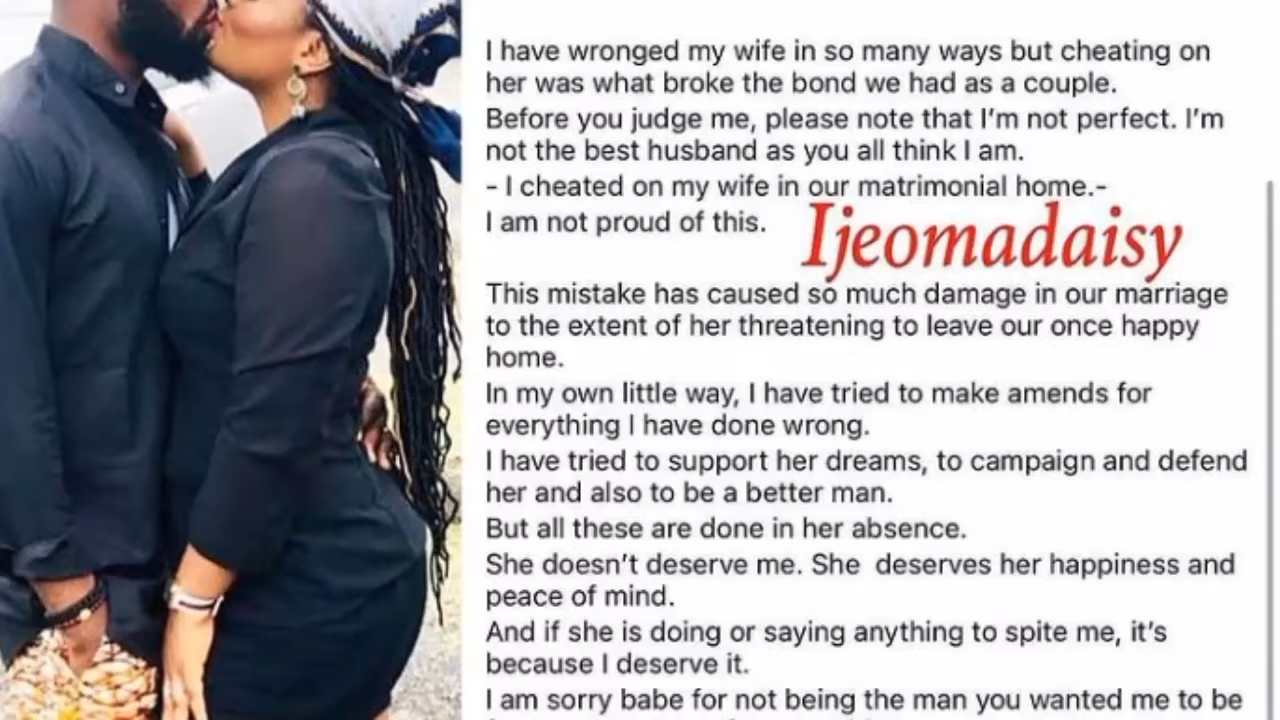 I have wronged my wife in so many ways but cheating on
her was what broke the bond we had as a couple.
Before you judge me, please note that I'm not perfect. I'm
not the best husband as you all think I am.
- I cheated on my wife in our matrimonial home.-
I am not proud of this.
Ijeomadaisy
This mistake has caused so much damage in our marriage
to the extent of her threatening to leave our once happy
home.
In my own little way, I have tried to make amends for
everything I have done wrong.
I have tried to support her dreams, to campaign and defend
her and also to be a better man.
But all these are done in her absence.
She doesn't deserve me. She  deserves her happiness and
peace of mind.
And if she is doing or saying anything to spite me, it's
because I deserve it.
I am sorry babe for not being the man you wanted me to be